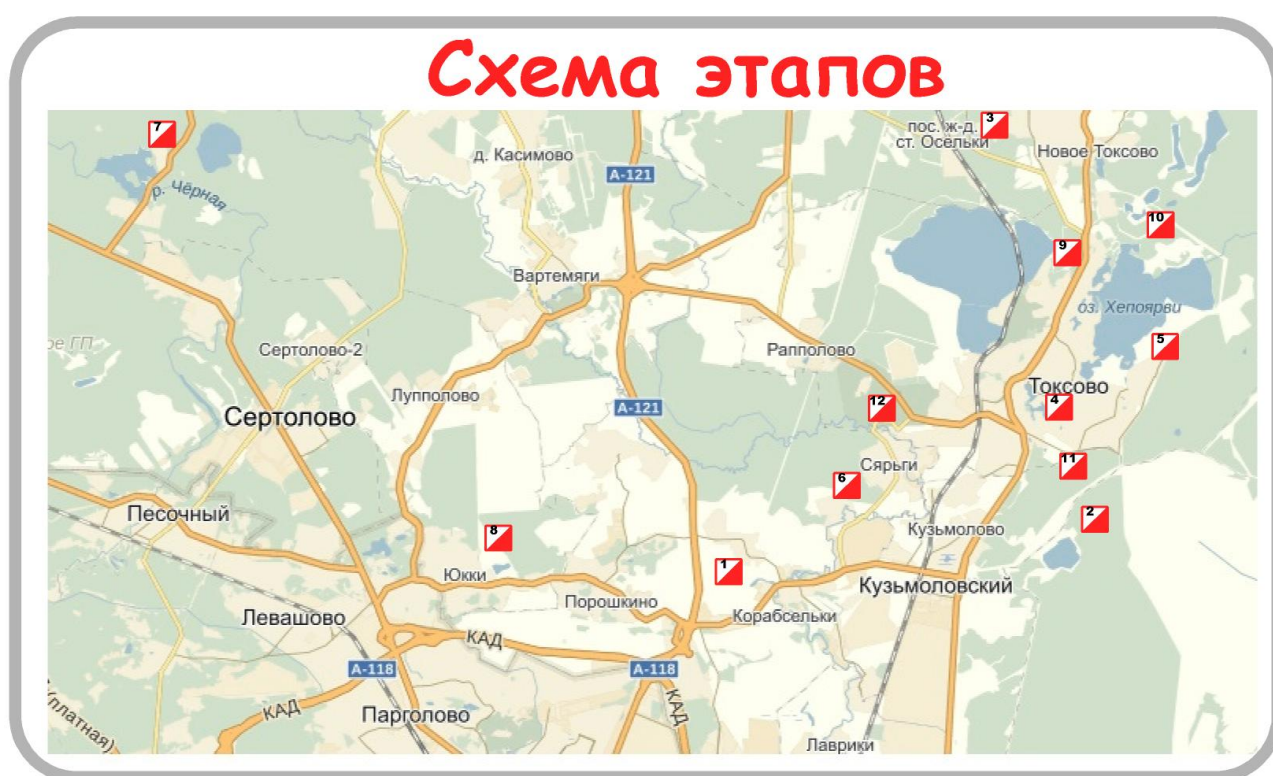 Схема этапов
7
3
пос. ж-д.
ст. Осельки
Новое Токсово
д. Касимово
А-121
р. Чёрная
10
9
Вартемяги
оз. Хепоярви
ое ГП
Сертолово-2
Рапполово
5
Лупполово
Токсово
Сертолово
А-121
12
4
Сярьги
11
6
Песочный
2
Кузьмолово
8
Юкки
1
Кузьмоловский
Порошкино
Левашово
Корабсельки
КАД
А-118
А-118
КАД
КАД
Парголово
(платная)
Лаврики